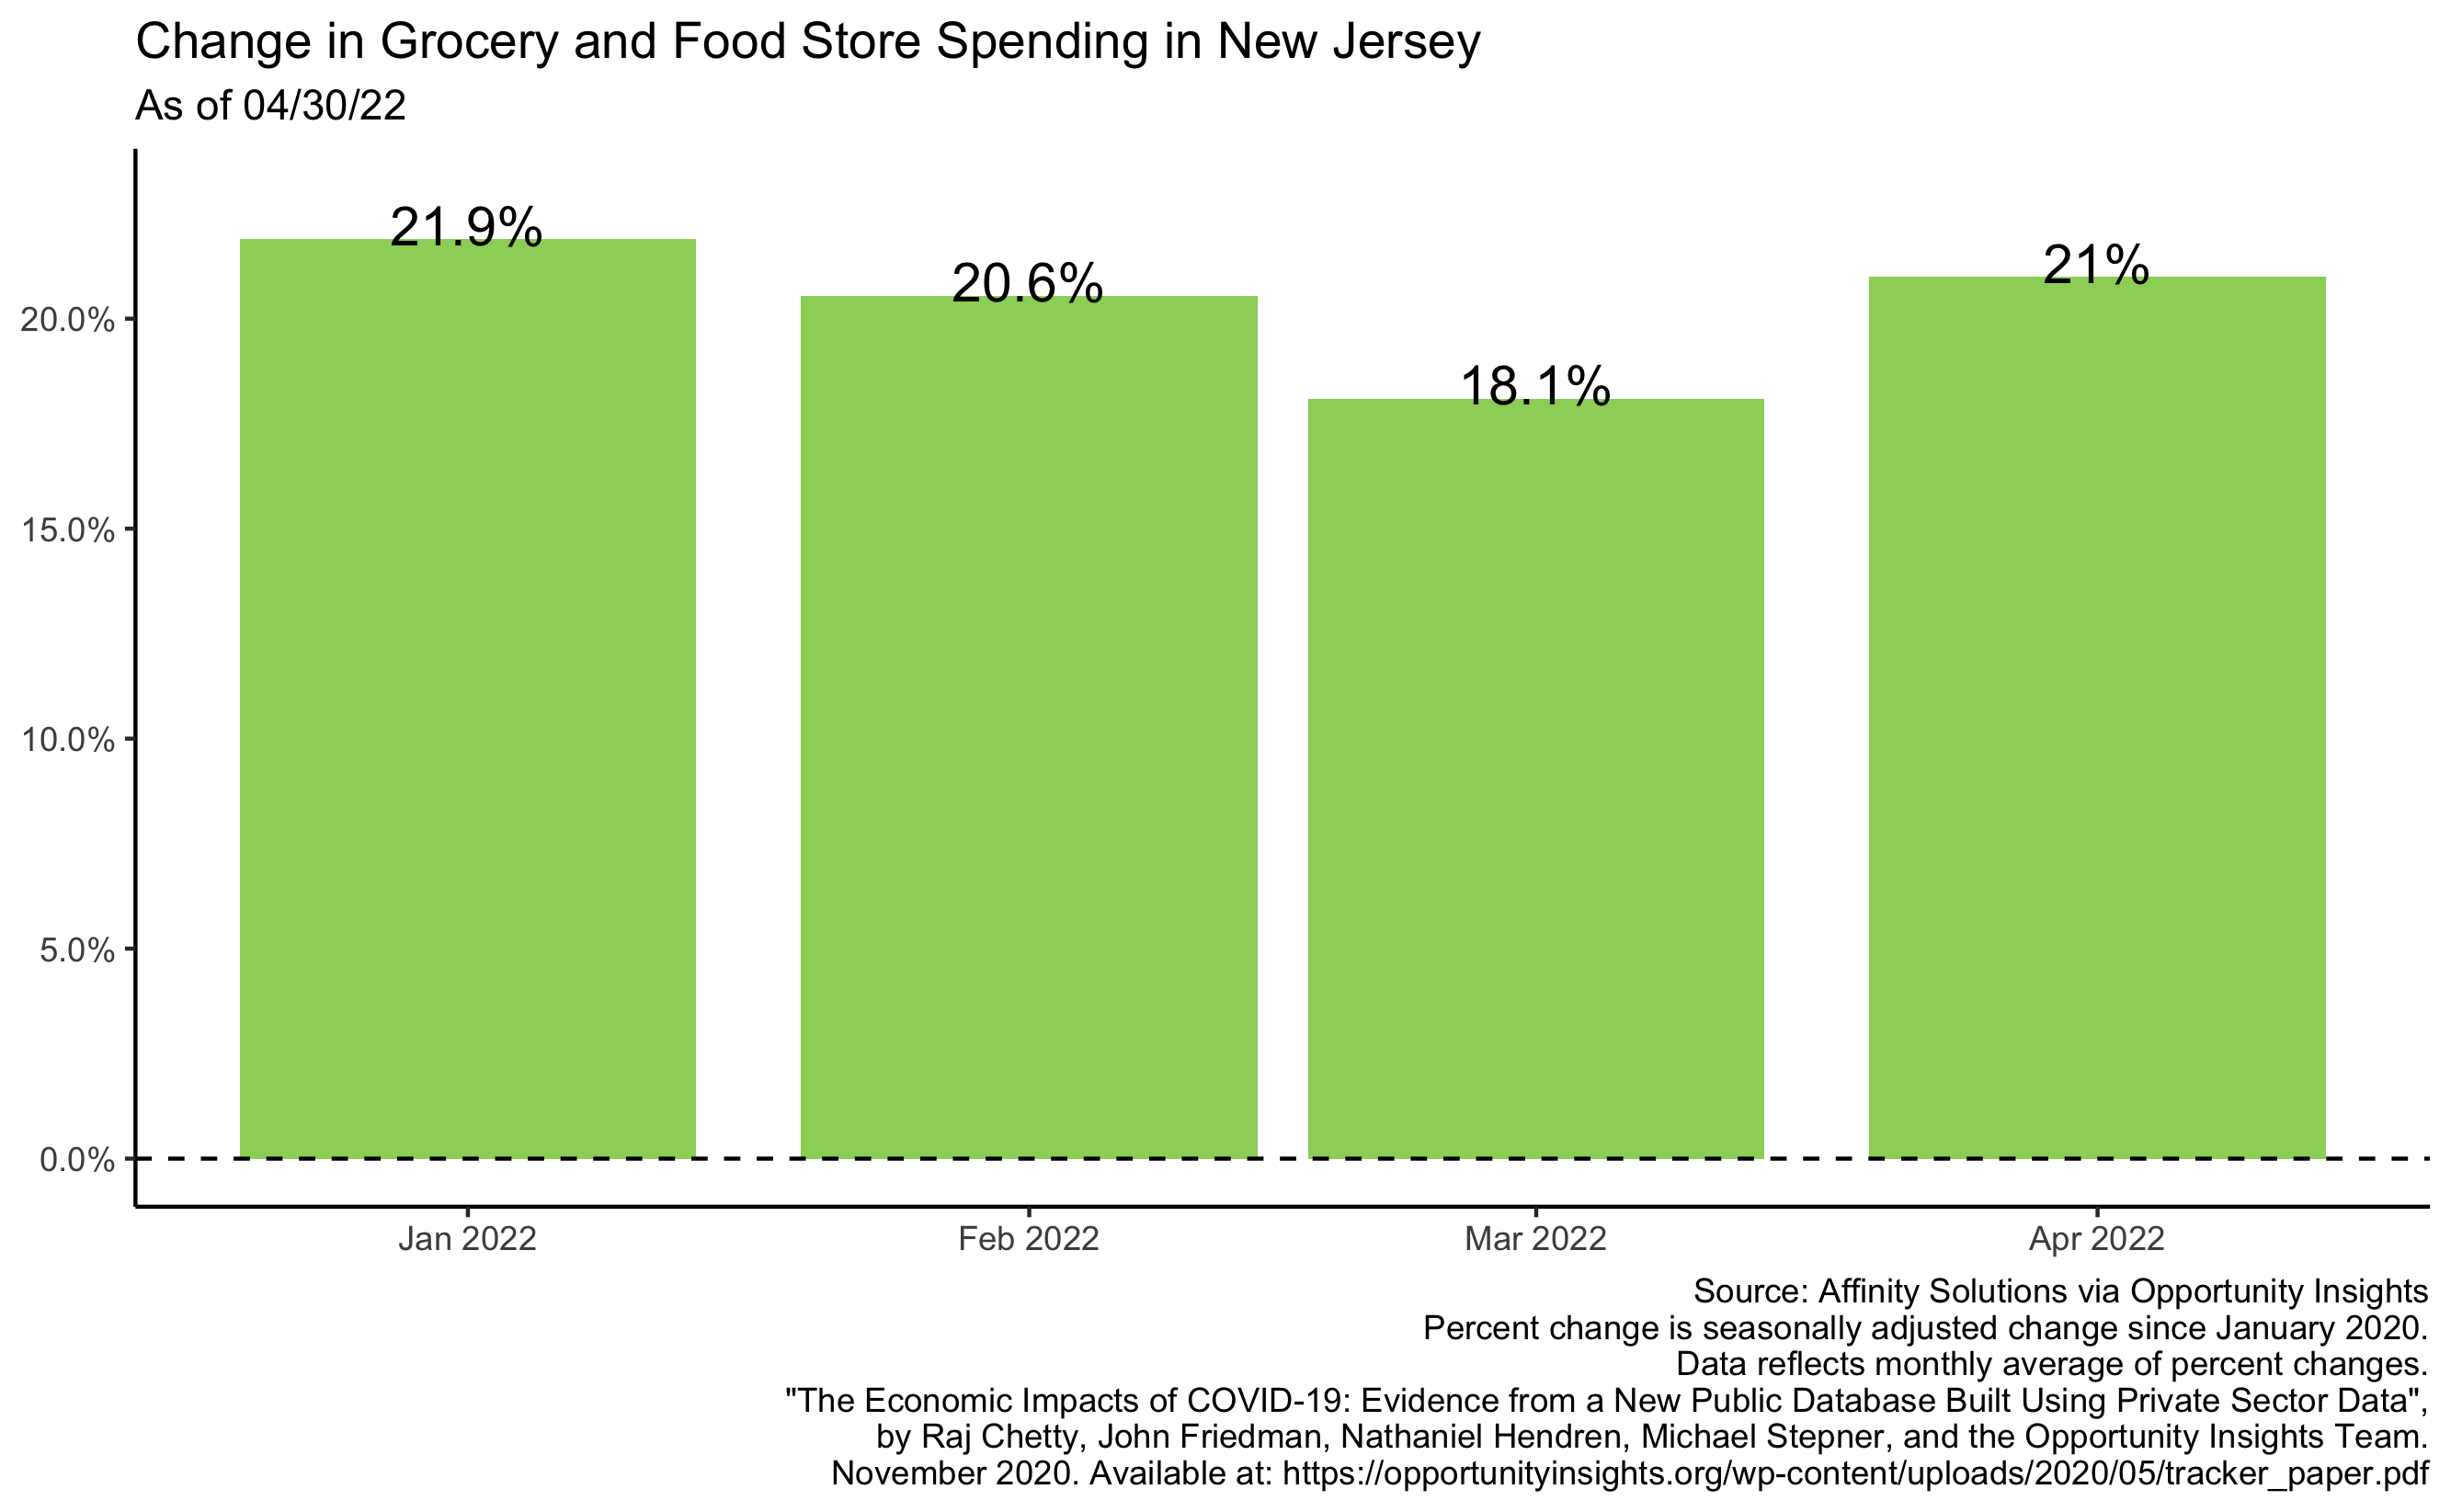 Change in Grocery and Food Store Spending in New Jersey
As of 04/30/22
21.9%
20.6%
18.1%
21%
20.0%
15.0%
10.0%
5.0%
0.0%
Jan 2022
Feb 2022
Mar 2022
Apr 2022
Source: Affinity Solutions via Opportunity Insights
Percent change is seasonally adjusted change since January 2020.
Data reflects monthly average of percent changes.
"The Economic Impacts of COVID-19: Evidence from a New Public Database Built Using Private Sector Data",
by Raj Chetty, John Friedman, Nathaniel Hendren, Michael Stepner, and the Opportunity Insights Team.
November 2020. Available at: https://opportunityinsights.org/wp-content/uploads/2020/05/tracker_paper.pdf